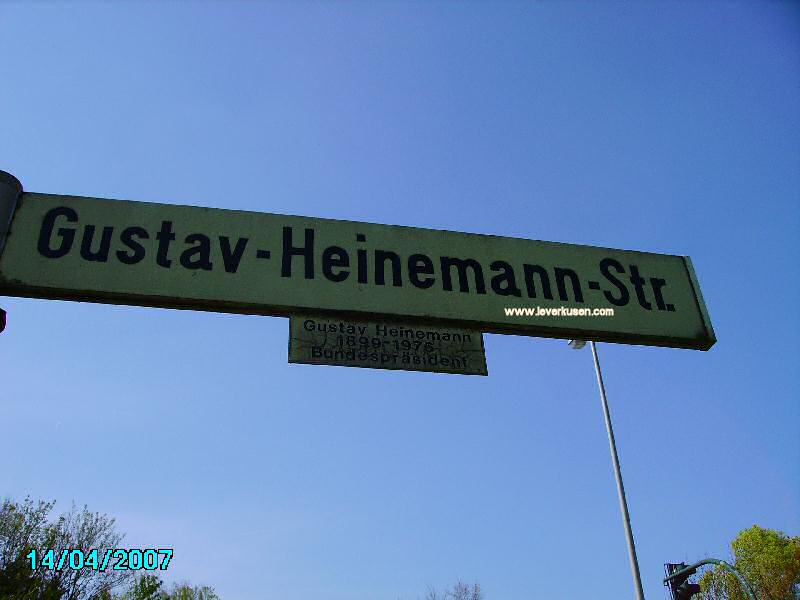 Gustav-Heinemann-Str.
www.leverkusen.com
Gustav Heinemann
1899-1976
Bundespräsident
14/04/2007